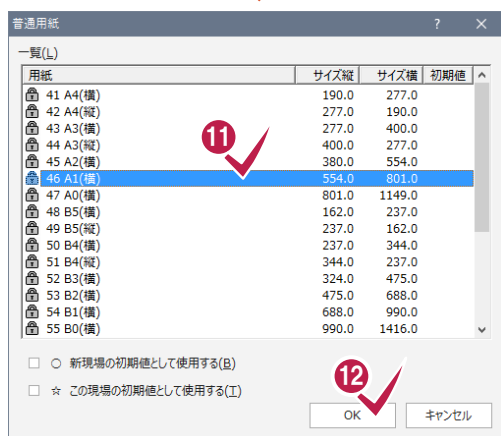 普通用紙 ? ×
一覧(L)
用紙 サイズ縦 サイズ横 初期値
41 A4(横) 190.0 277.0
42 A4(縦) 277.0 190.0
43 A3(横) 277.0 400.0
44 A3(縦) 400.0 277.0
45 A2(横) 380.0 554.0
46 A1(横) 554.0 801.0
47 A0(横) 801.0 1149.0
48 B5(横) 162.0 237.0
49 B5(縦) 237.0 162.0
50 B4(横) 237.0 344.0
51 B4(縦) 344.0 237.0
52 B3(横) 324.0 475.0
53 B2(横) 475.0 688.0
54 B1(横) 688.0 990.0
55 B0(横) 990.0 1416.0
11
○ 新現場の初期値として使用する(B)
☆ この現場の初期値として使用する(T)
12
OK キャンセル